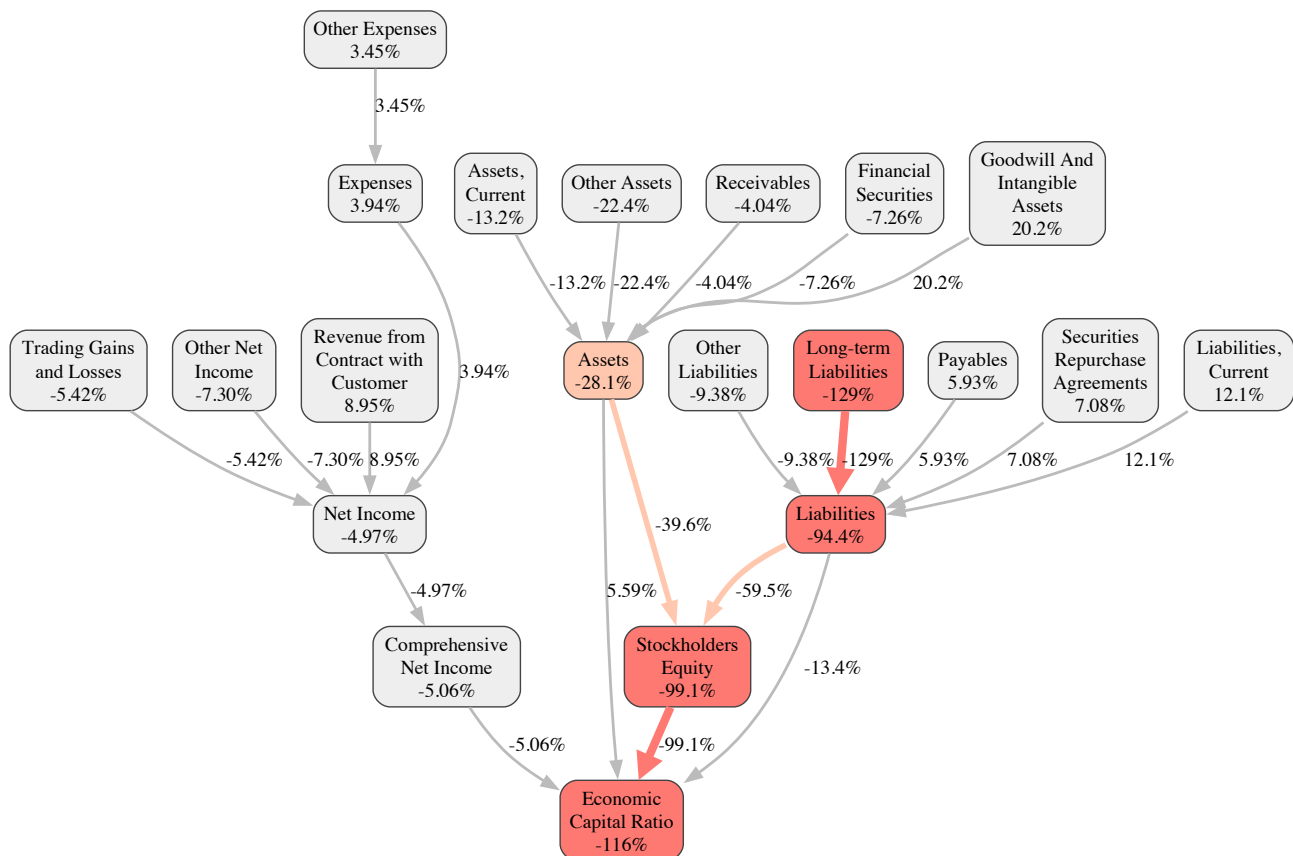 Other Expenses
3.45%
3.45%
Expenses
3.94%
Assets,
Current
-13.2%
Other Assets
-22.4%
Receivables
-4.04%
Financial
Securities
-7.26%
Goodwill And
Intangible
Assets
20.2%
-13.2%
-22.4%
-4.04%
-7.26%
20.2%
Trading Gains
and Losses
-5.42%
Other Net
Income
-7.30%
Revenue from
Contract with
Customer
8.95%
3.94%
Assets
-28.1%
Other
Liabilities
-9.38%
Long-term
Liabilities
-129%
Payables
5.93%
Securities
Repurchase
Agreements
7.08%
Liabilities,
Current
12.1%
-5.42%
-7.30%
8.95%
-9.38%
-129%
5.93%
7.08%
12.1%
Net Income
-4.97%
-39.6%
Liabilities
-94.4%
-4.97%
5.59%
-59.5%
Comprehensive
Net Income
-5.06%
Stockholders
Equity
-99.1%
-13.4%
-5.06%
-99.1%
Economic
Capital Ratio
-116%